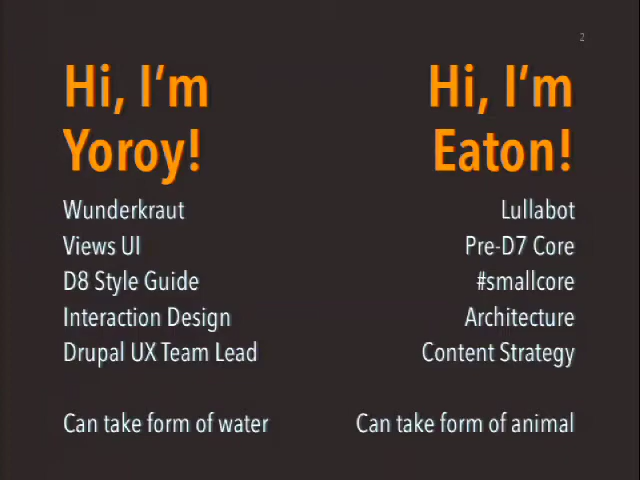 2
Hi, I’m
Yoroy!
Wunderkraut
Views UI
D8 Style Guide
Interaction Design
Drupal UX Team Lead
Can take form of water
Hi, I’m
Eaton!
Lullabot
Pre-D7 Core
#smallcore
Architecture
Content Strategy
Can take form of animal